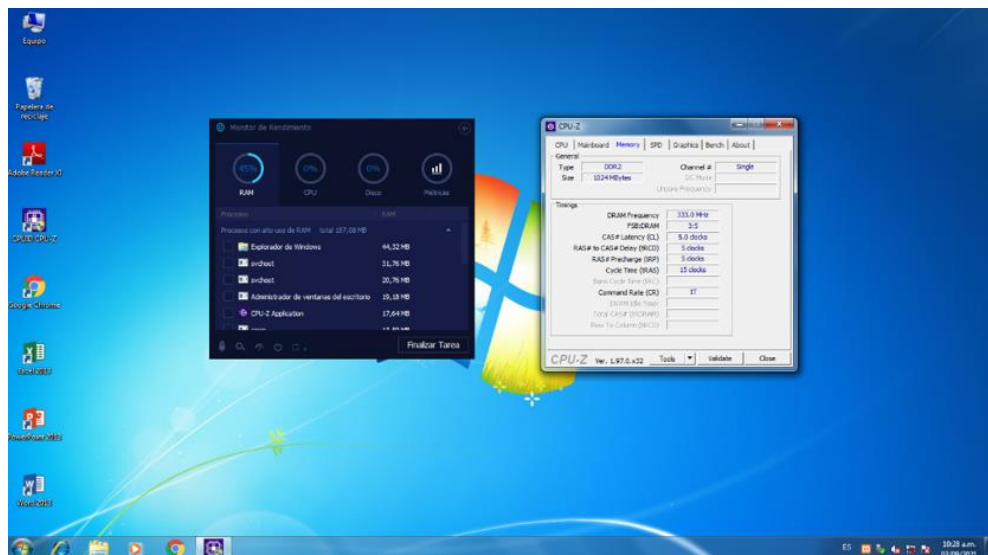 Equipo
Papelera de
reciclaje
Adobe Reader XI
CPUID CPU-Z
Google Chrome
Excel 2013
PowerPoint 2013
Word 2013
Monitor de Rendimiento
45%
0%
0%
RAM
CPU
Disco
Métricas
Proceso
RAM
Procesos con alto uso de RAM total 157,08 MB
Explorador de Windows 44,32 MB
svchost 31,76 MB
svchost 20,76 MB
Administrador de ventanas del escritorio 19,18 MB
CPU-Z Application 17,64 MB
Finalizar Tarea
CPU-Z
CPU Mainboard Memory SPD Graphics Bench About
General
Type DDR2 Channel # Single
Size 1024 MBytes DC Mode
Uncore Frequency
Timings
DRAM Frequency 333.0 MHz
FSB:DRAM 3:5
CAS# Latency (CL) 5.0 clocks
RAS# to CAS# Delay (tRCD) 5 clocks
RAS# Precharge (tRP) 5 clocks
Cycle Time (tRAS) 15 clocks
Bank Cycle Time (tRC)
Command Rate (CR) 1T
DRAM Idle Timer
Total CAS# (tRDRAM)
Row To Column (tRCD)
CPU-Z Ver. 1.97.0.x32 Tools Validate Close
ES
10:28 a.m.